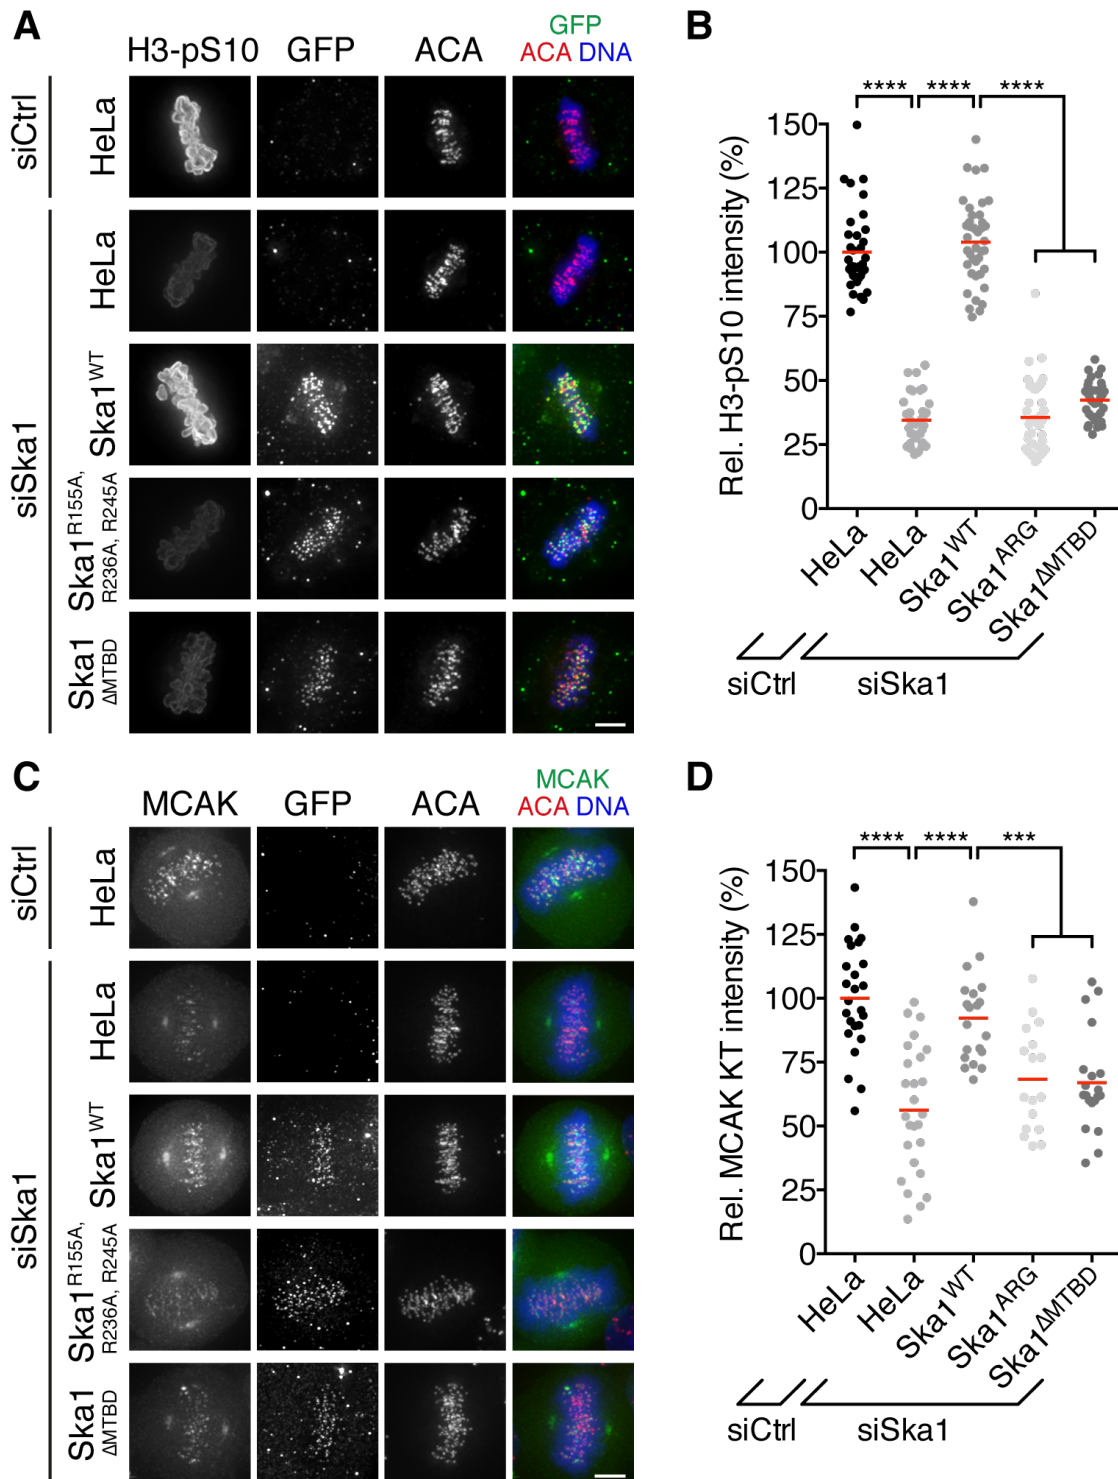 A
H3-pS10 GFP ACA GFP
ACA DNA
siCtrl
HeLa
siSka1
HeLa
Ska1WT
Ska1R155A,
R236A, R245A
Ska1
ΔMTBD
B
**** **** ****
Rel. H3-pS10 intensity (%)
150
125
100
75
50
25
0
HeLa HeLa Ska1WT Ska1ARG Ska1ΔMTBD
siCtrl siSka1
C
MCAK GFP ACA MCAK
ACA DNA
siCtrl
HeLa
siSka1
HeLa
Ska1WT
Ska1R155A,
R236A, R245A
Ska1
ΔMTBD
D
**** **** ***
Rel. MCAK KT intensity (%)
150
125
100
75
50
25
0
HeLa HeLa Ska1WT Ska1ARG Ska1ΔMTBD
siCtrl siSka1